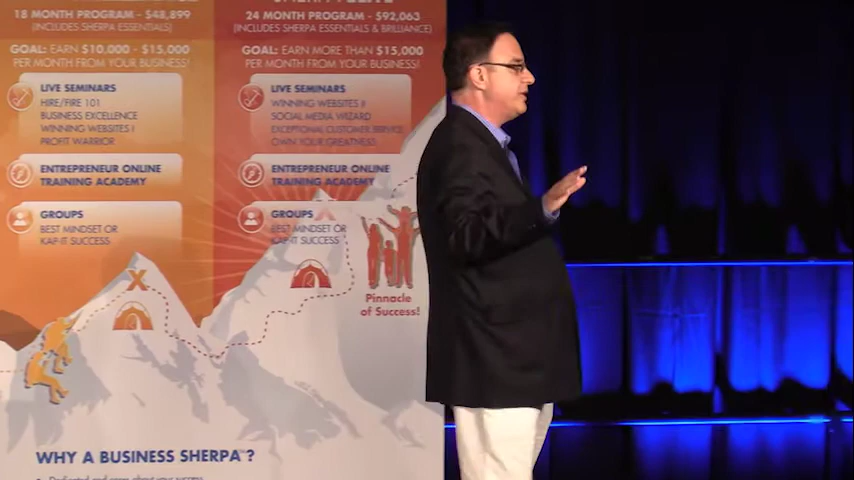 18 MONTH PROGRAM - $48,899
(INCLUDES SHERPA ESSENTIALS)
GOAL: EARN $10,000 - $15,000
PER MONTH FROM YOUR BUSINESS!
LIVE SEMINARS
HIRE/FIRE 101
BUSINESS EXCELLENCE
WINNING WEBSITES I
PROFIT WARRIOR
ENTREPRENEUR ONLINE
TRAINING ACADEMY
GROUPS
BEST MINDSET OR
KAP-IT SUCCESS
24 MONTH PROGRAM - $92,063
(INCLUDES SHERPA ESSENTIALS & BRILLIANCE)
GOAL: EARN MORE THAN $15,000
PER MONTH FROM YOUR BUSINESS!
LIVE SEMINARS
WINNING WEBSITES II
SOCIAL MEDIA WIZARD
EXCEPTIONAL CUSTOMER SERVICE
OWN YOUR GREATNESS!
ENTREPRENEUR ONLINE
TRAINING ACADEMY
GROUPS
BEST MINDSET OR
KAP-IT SUCCESS
X
Pinnacle
of Success!
WHY A BUSINESS SHERPA™?